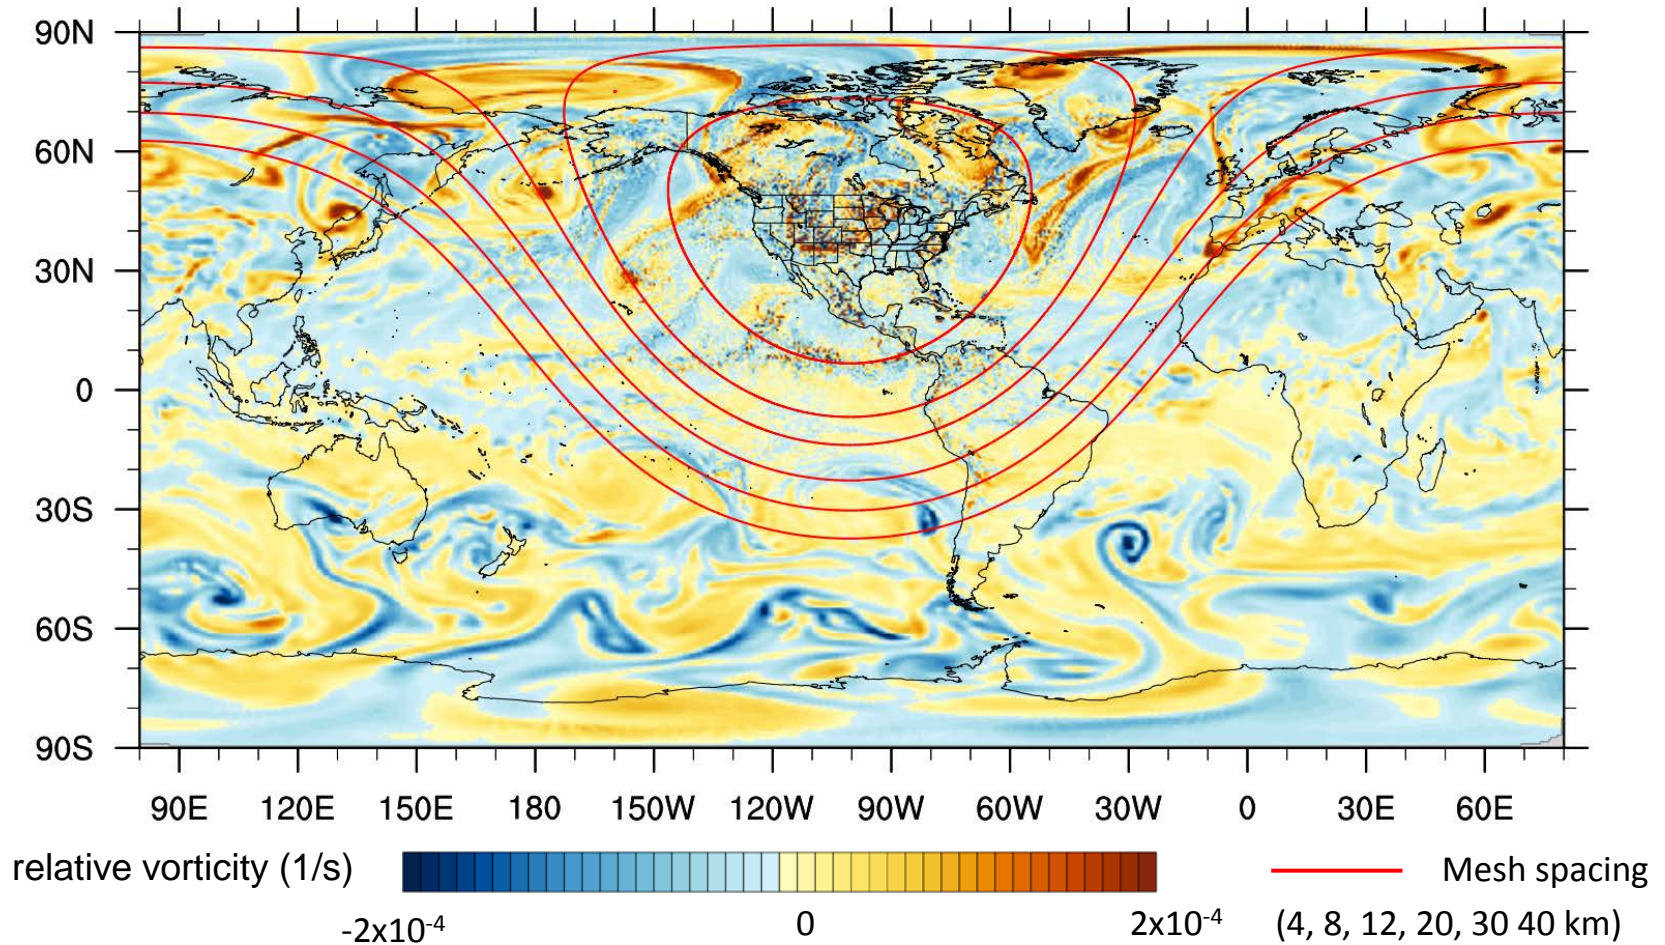 90N
60N
30N
0
30S
60S
90S
90E 120E 150E 180 150W 120W 90W 60W 30W 0 30E 60E
relative vorticity (1/s)
-2x10⁻⁴ 0 2x10⁻⁴
Mesh spacing
(4, 8, 12, 20, 30 40 km)